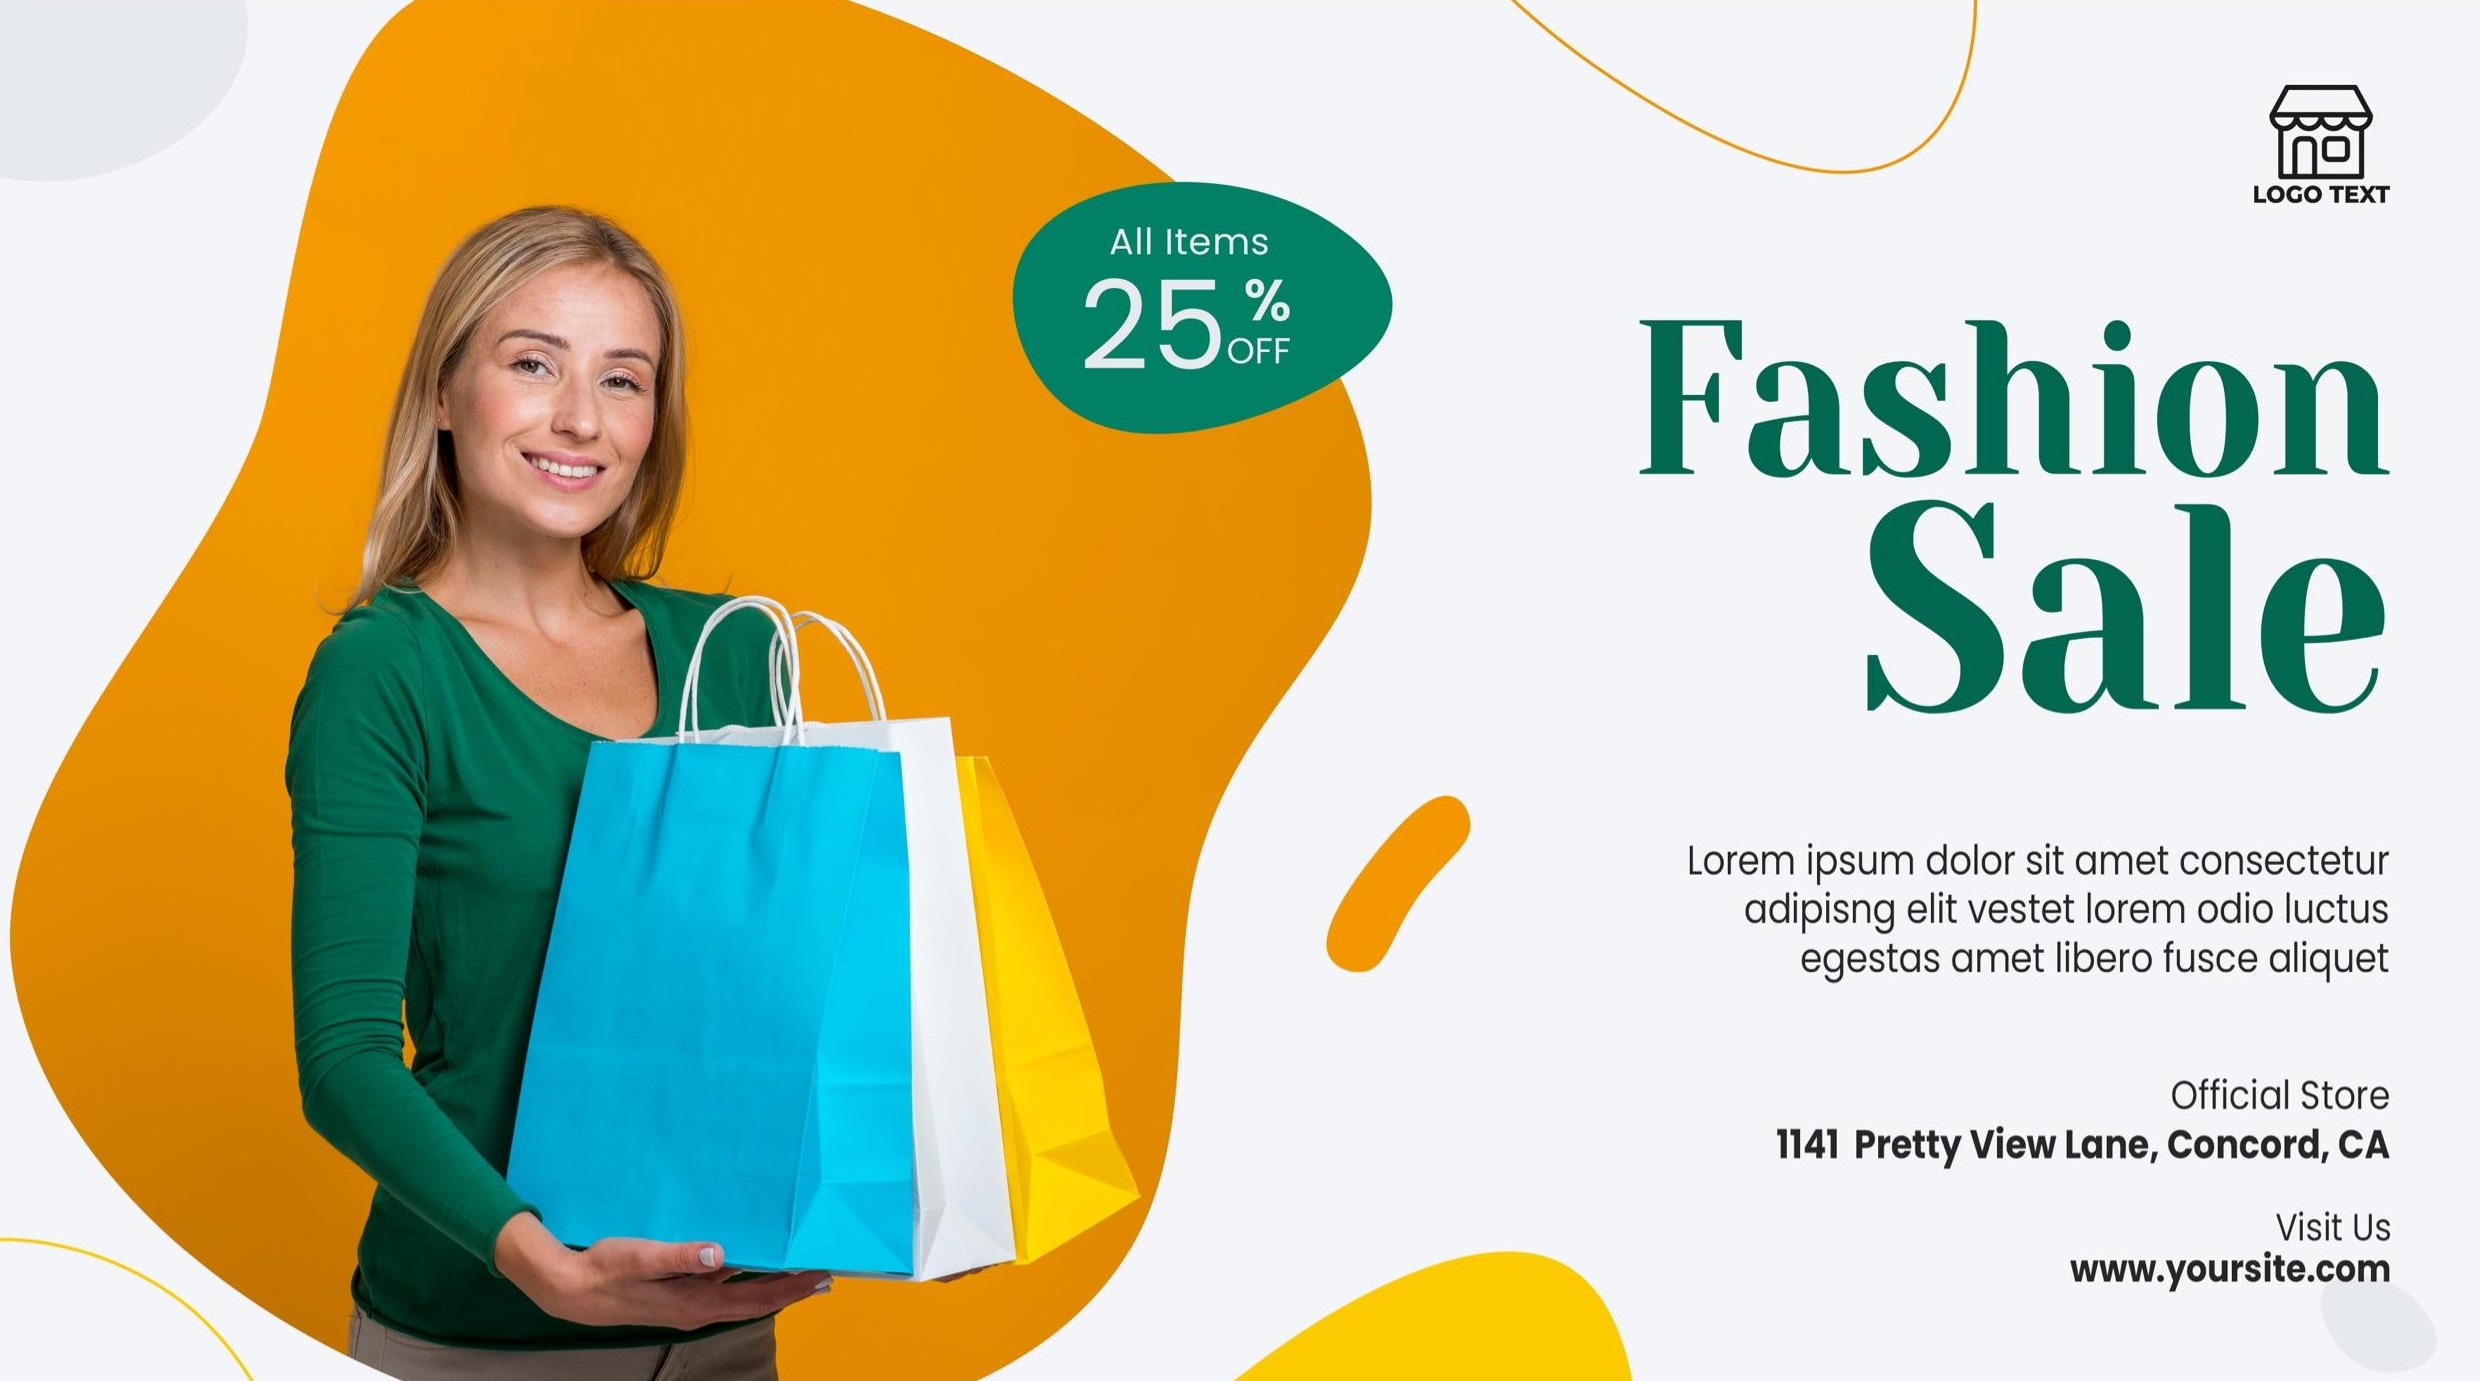 LOGO TEXT
All Items
25%
OFF
Fashion
Sale
Lorem ipsum dolor sit amet consectetur
adipisng elit vestet lorem odio luctus
egestas amet libero fusce aliquet
Official Store
1141 Pretty View Lane, Concord, CA
Visit Us
www.yoursite.com